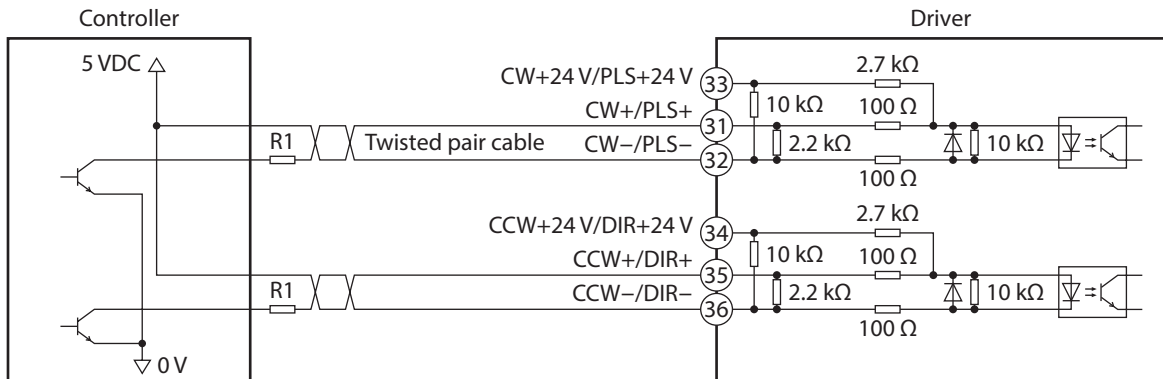 Controller
Driver
5 VDC
CW+24 V/PLS+24 V
33
2.7 kΩ
10 kΩ
CW+/PLS+
31
100 Ω
R1
Twisted pair cable
CW−/PLS−
32
2.2 kΩ
10 kΩ
100 Ω
CCW+24 V/DIR+24 V
34
2.7 kΩ
10 kΩ
CCW+/DIR+
35
100 Ω
R1
CCW−/DIR−
36
2.2 kΩ
10 kΩ
100 Ω
0 V